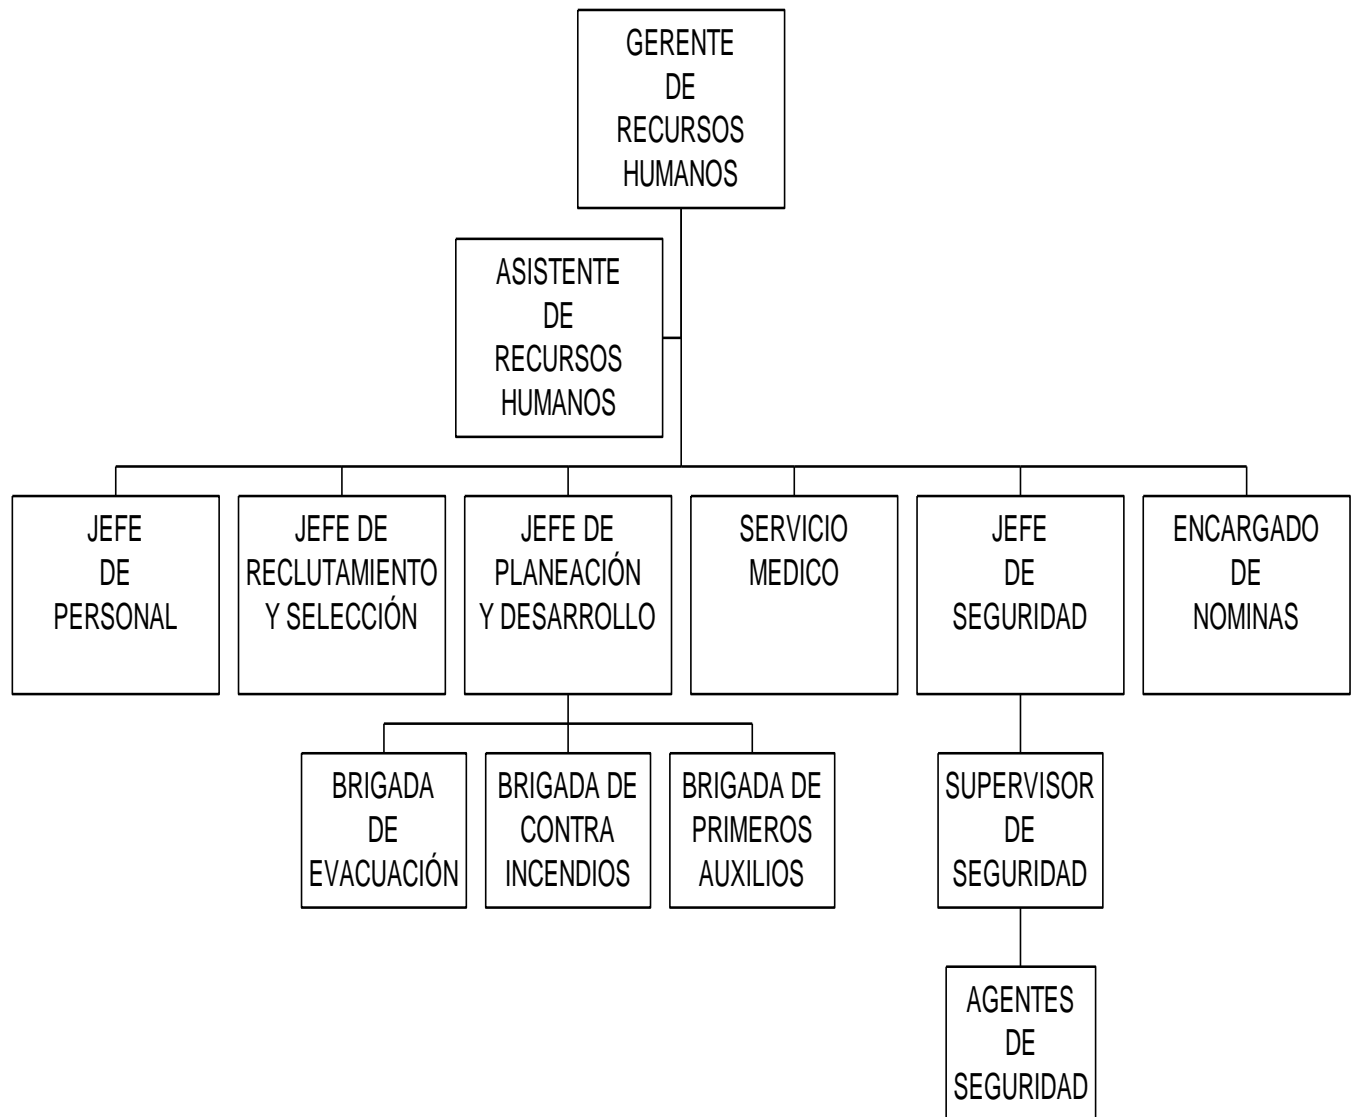 GERENTE
DE
RECURSOS
HUMANOS
ASISTENTE
DE
RECURSOS
HUMANOS
JEFE
DE
PERSONAL
JEFE DE
RECLUTAMIENTO
Y SELECCIÓN
JEFE DE
PLANEACIÓN
Y DESARROLLO
SERVICIO
MEDICO
JEFE
DE
SEGURIDAD
ENCARGADO
DE
NOMINAS
BRIGADA
DE
EVACUACIÓN
BRIGADA DE
CONTRA
INCENDIOS
BRIGADA DE
PRIMEROS
AUXILIOS
SUPERVISOR
DE
SEGURIDAD
AGENTES
DE
SEGURIDAD